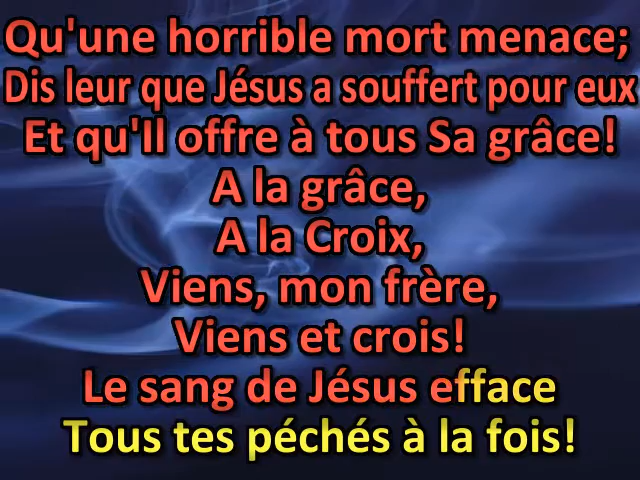 Qu'une horrible mort menace;
Dis leur que Jésus a souffert pour eux
Et qu'Il offre à tous Sa grâce!
A la grâce,
A la Croix,
Viens, mon frère,
Viens et crois!
Le sang de Jésus efface
Tous tes péchés à la fois!